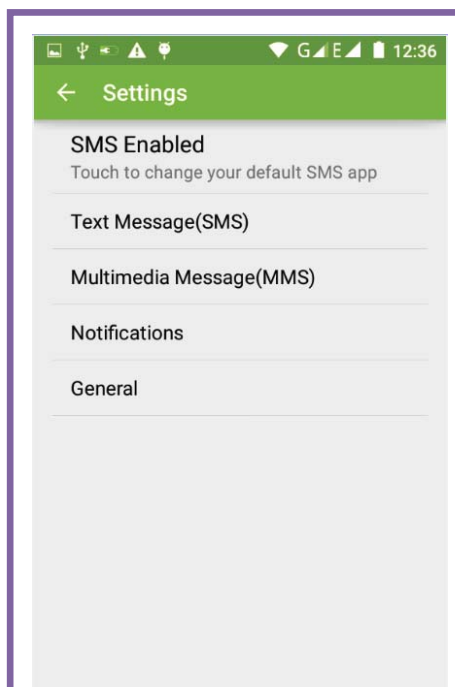 G E 12:36
Settings
SMS Enabled
Touch to change your default SMS app
Text Message(SMS)
Multimedia Message(MMS)
Notifications
General